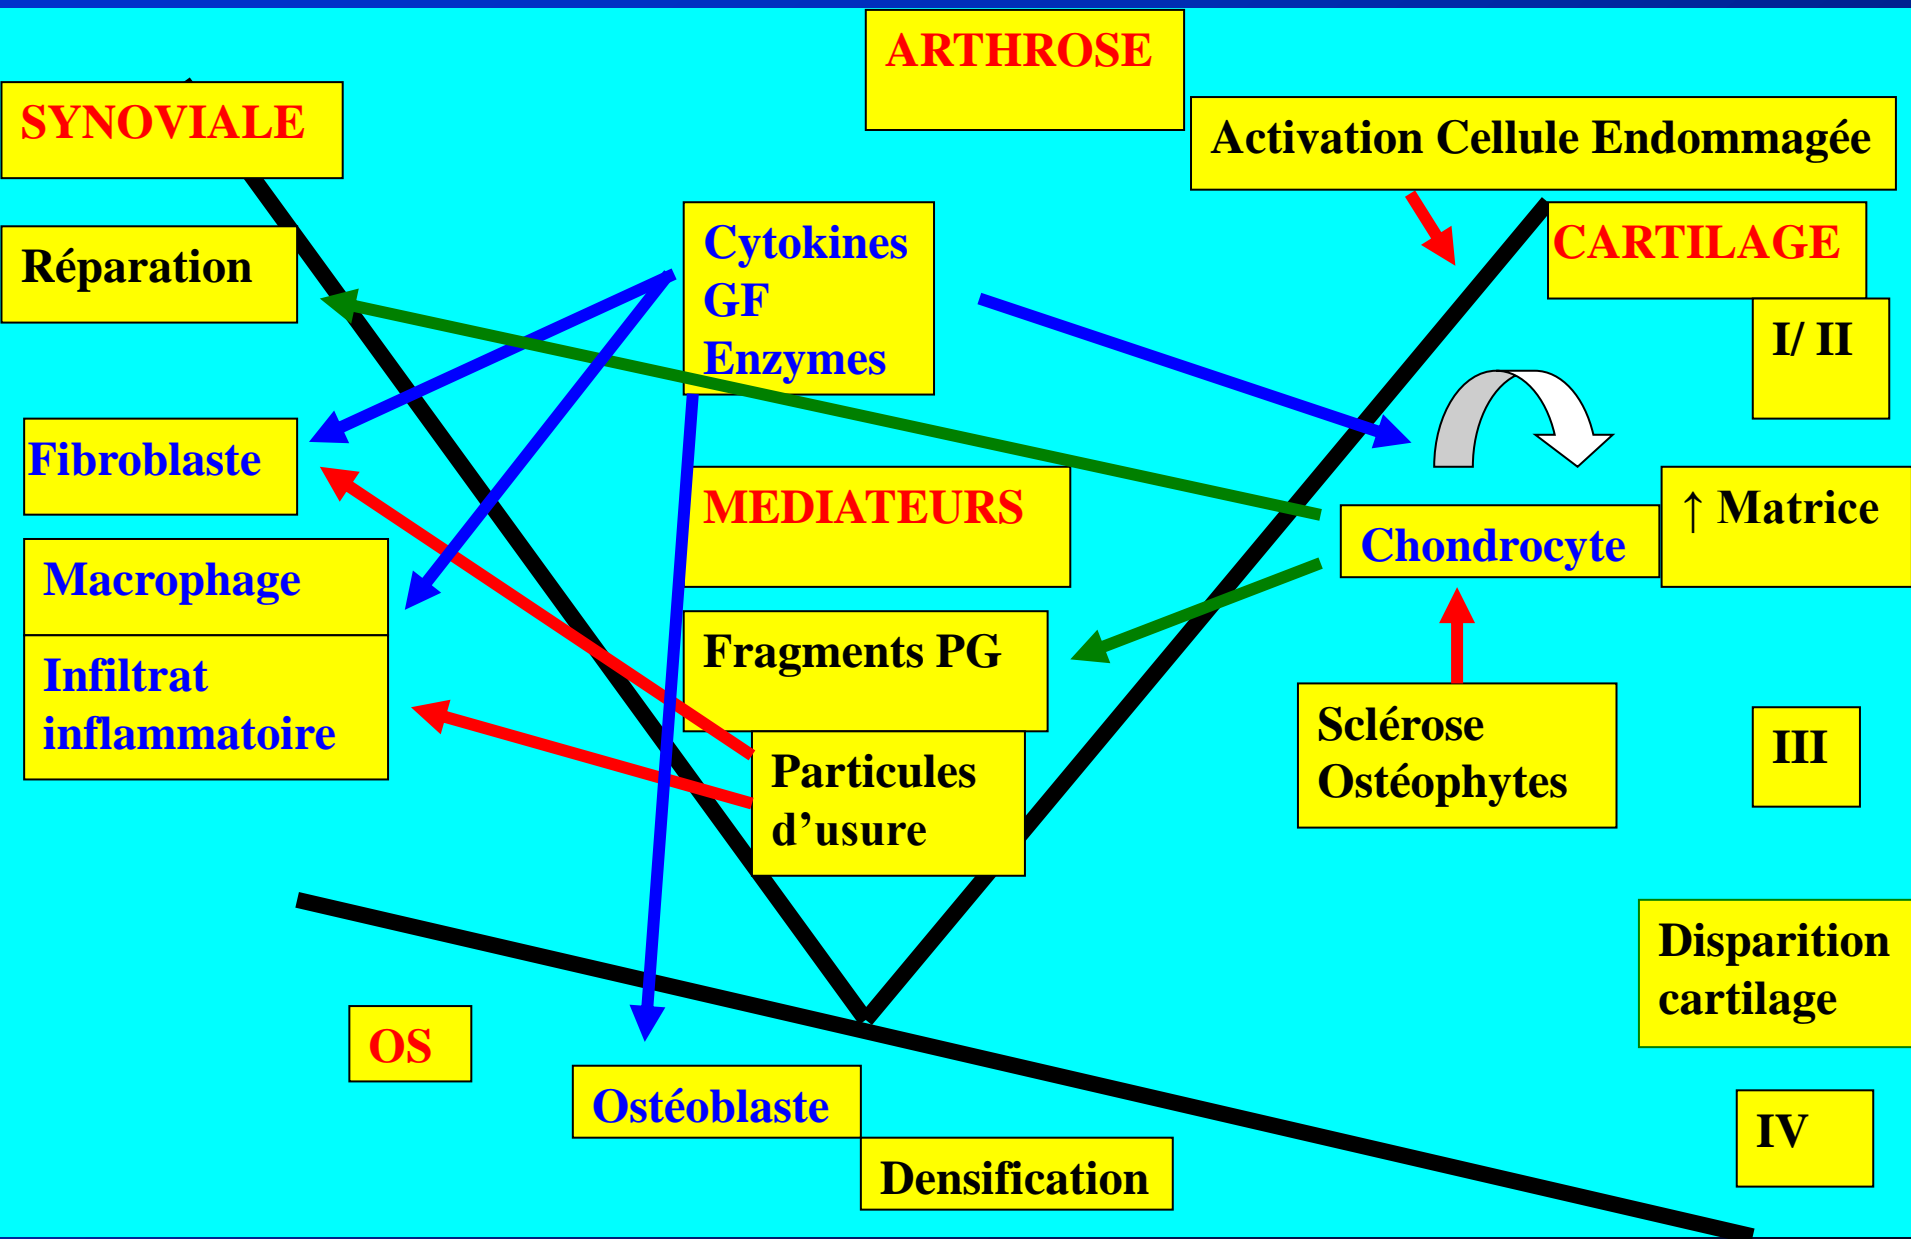 ARTHROSE
SYNOVIALE
Activation Cellule Endommagée
Réparation
Cytokines
GF
Enzymes
CARTILAGE
I/ II
Fibroblaste
MEDIATEURS
Chondrocyte
↑ Matrice
Macrophage
Infiltrat
inflammatoire
Fragments PG
Particules
d’usure
Sclérose
Ostéophytes
III
Disparition
cartilage
OS
Ostéoblaste
Densification
IV